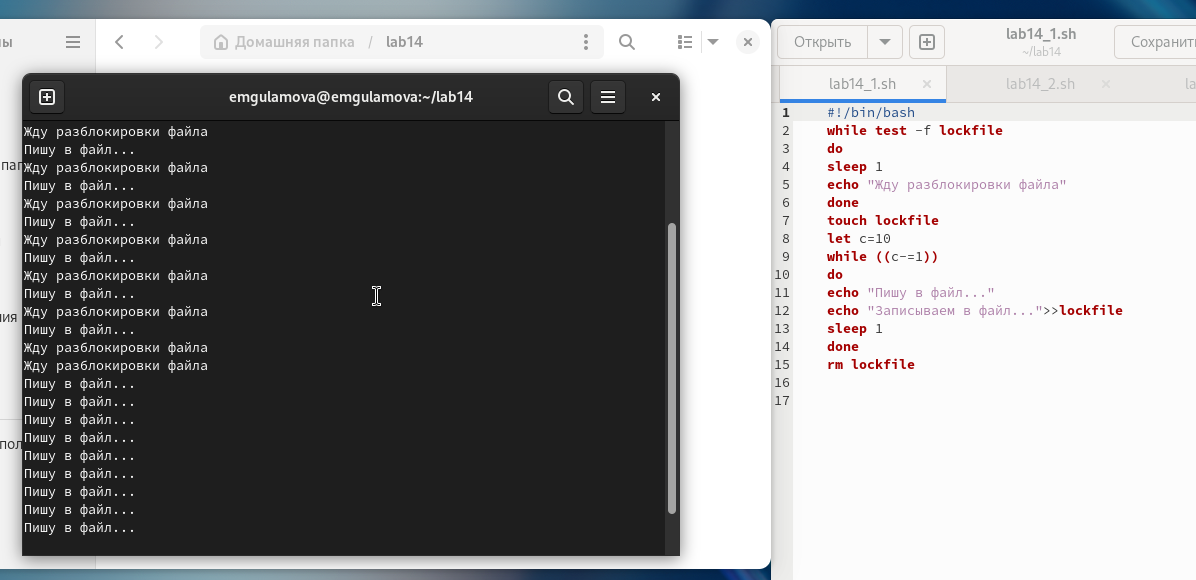 ны
Домашняя папка / lab14
Открыть
lab14_1.sh
~/lab14
Сохранить
emgulamova@emgulamova:~/lab14
lab14_1.sh
lab14_2.sh
la
Жду разблокировки файла
Пишу в файл...
Жду разблокировки файла
Пишу в файл...
Жду разблокировки файла
Пишу в файл...
Жду разблокировки файла
Пишу в файл...
Жду разблокировки файла
Пишу в файл...
Жду разблокировки файла
Пишу в файл...
Жду разблокировки файла
Жду разблокировки файла
Пишу в файл...
Пишу в файл...
Пишу в файл...
Пишу в файл...
Пишу в файл...
Пишу в файл...
Пишу в файл...
Пишу в файл...
Пишу в файл...
пап
ния
пол
1 #!/bin/bash
2 while test -f lockfile
3 do
4 sleep 1
5 echo "Жду разблокировки файла"
6 done
7 touch lockfile
8 let c=10
9 while ((c-=1))
10 do
11 echo "Пишу в файл..."
12 echo "Записываем в файл...">>lockfile
13 sleep 1
14 done
15 rm lockfile
16
17